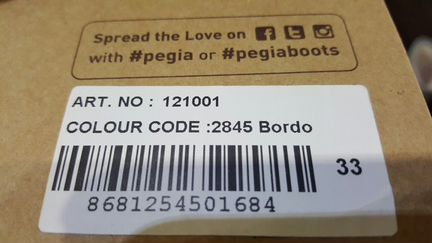 Spread the Love on
with #pegia or #pegiaboots
ART. NO : 121001
COLOUR CODE :2845 Bordo
33
8681254501684